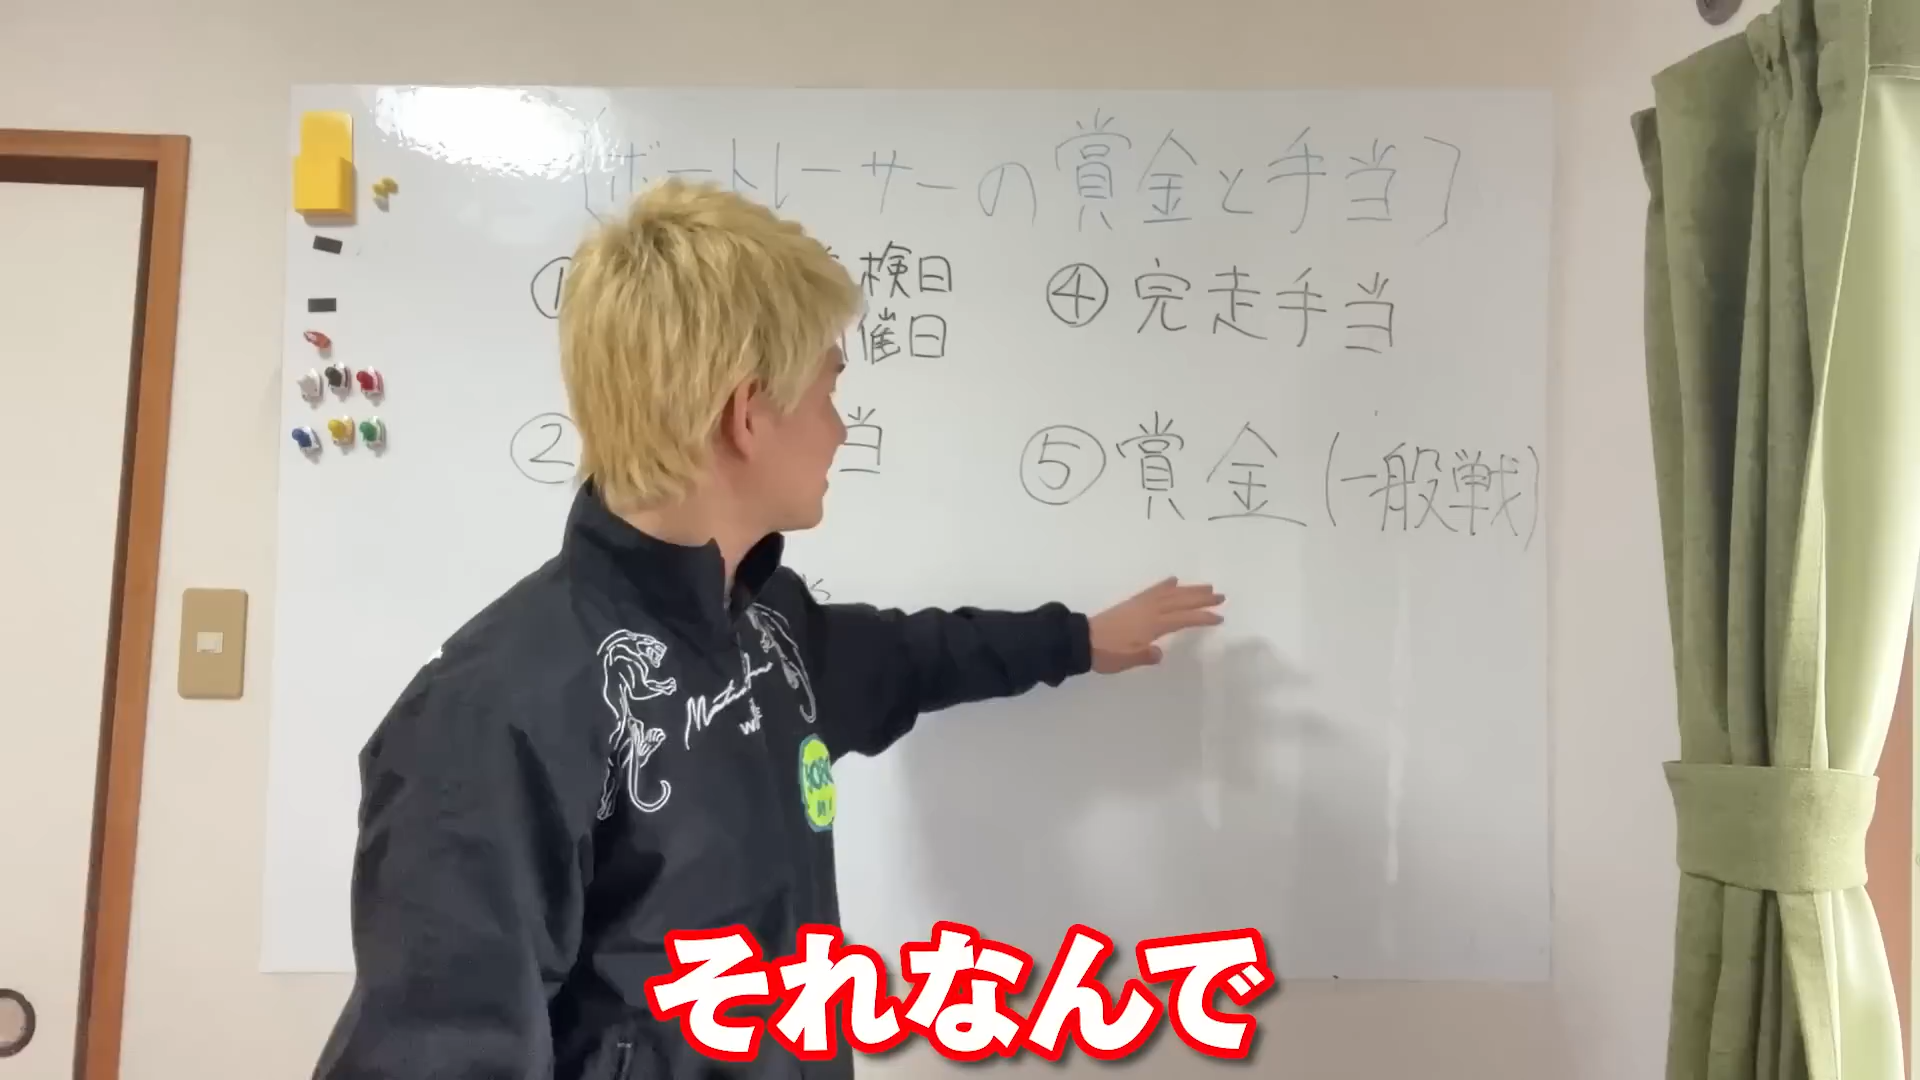 [ボートレーサーの賞金と手当]
①
検日
催日
②
当
④完走手当
⑤賞金(一般戦)
それなんで